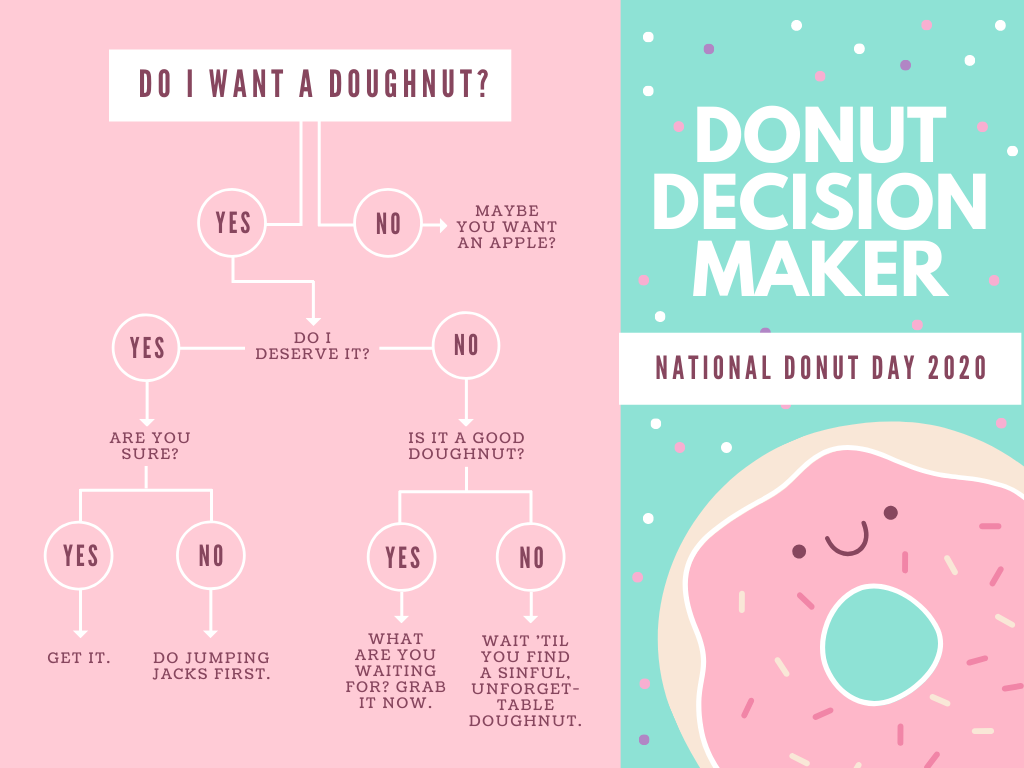 DO I WANT A DOUGHNUT?
YES
NO
MAYBE
YOU WANT
AN APPLE?
DO I
DESERVE IT?
YES
NO
ARE YOU
SURE?
IS IT A GOOD
DOUGHNUT?
YES
NO
YES
NO
GET IT.
DO JUMPING
JACKS FIRST.
WHAT
ARE YOU
WAITING
FOR? GRAB
IT NOW.
WAIT 'TIL
YOU FIND
A SINFUL,
UNFORGET-
TABLE
DOUGHNUT.
DONUT
DECISION
MAKER
NATIONAL DONUT DAY 2020